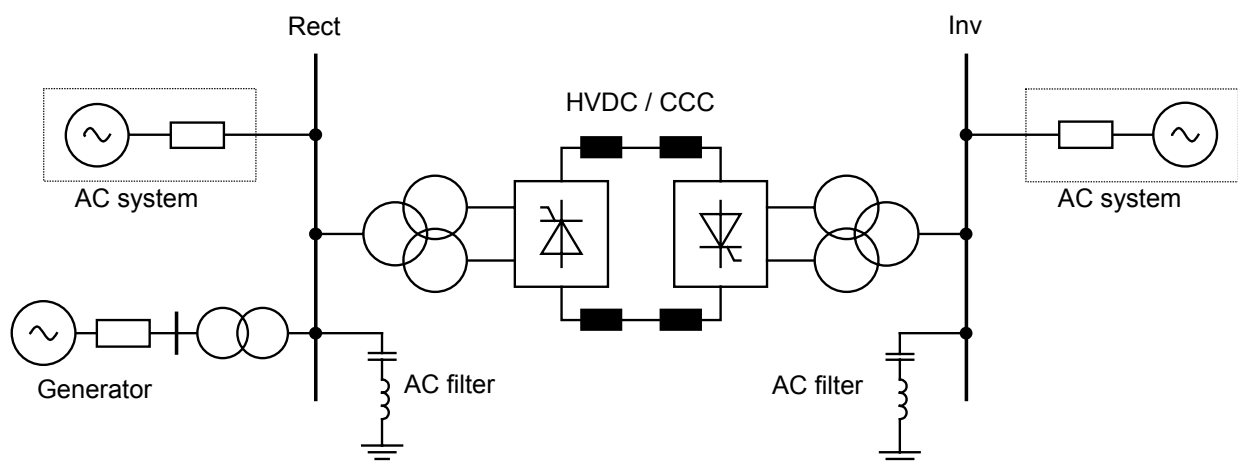 Rect
Inv
HVDC / CCC
AC system
AC system
Generator
AC filter
AC filter